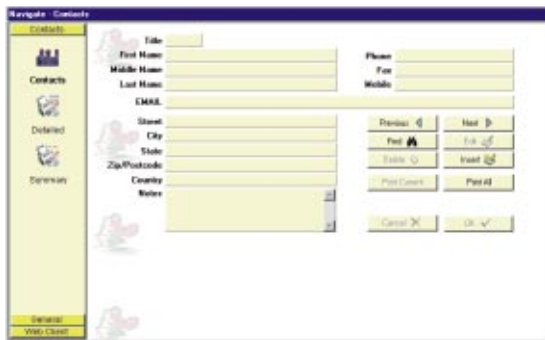 Navigate - Contacts
Contacts
Title
First Name
Phone
Middle Name
Fax
Contacts
Last Name
Mobile
EMAIL
Detailed
Street
Previous
Next
City
Find
Edit
State
Delete
Insert
Summary
Zip/Postcode
Country
Print Current
Print All
Notes
Cancel
OK
General
Web Client